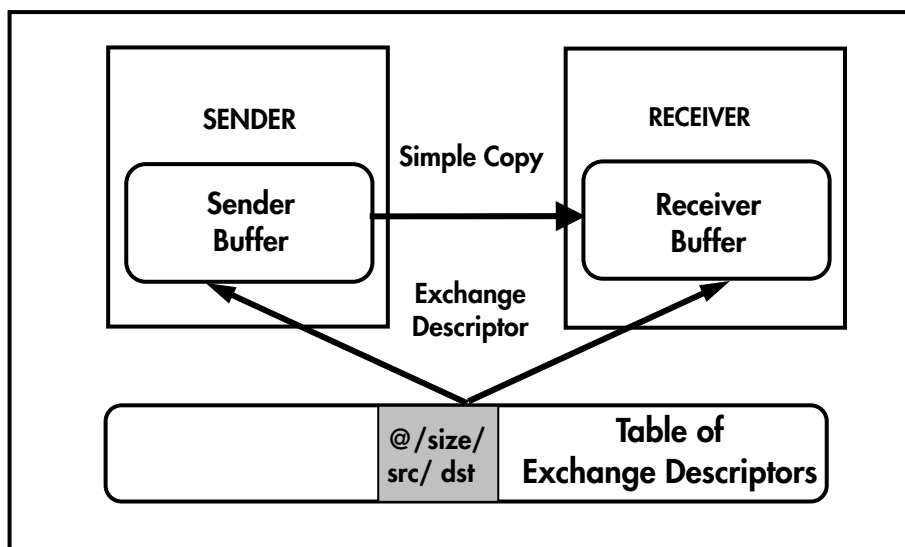 SENDER
Sender
Buffer
Simple Copy
RECEIVER
Receiver
Buffer
Exchange
Descriptor
@/size/
src/ dst
Table of
Exchange Descriptors